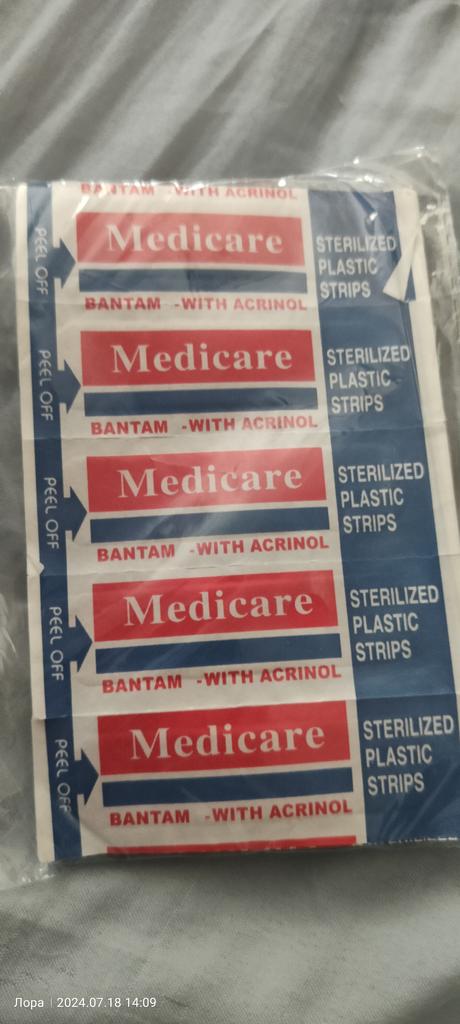 BANTAM -WITH ACRINOL
PEEL OFF
Medicare
STERILIZED
PLASTIC
STRIPS
BANTAM -WITH ACRINOL
PEEL OFF
Medicare
STERILIZED
PLASTIC
STRIPS
BANTAM -WITH ACRINOL
PEEL OFF
Medicare
STERILIZED
PLASTIC
STRIPS
BANTAM -WITH ACRINOL
PEEL OFF
Medicare
STERILIZED
PLASTIC
STRIPS
BANTAM -WITH ACRINOL
PEEL OFF
Medicare
STERILIZED
PLASTIC
STRIPS
BANTAM -WITH ACRINOL
Лора | 2024.07.18 14:09